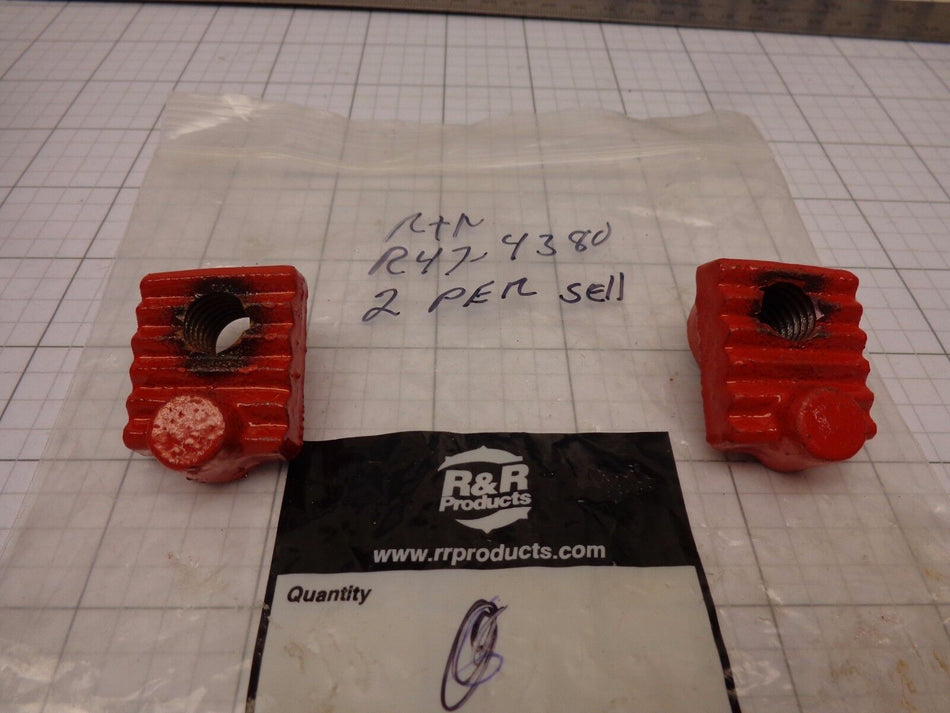 R+R
R47-4380
2 PER sell
R&R
Products
www.rrproducts.com
Quantity